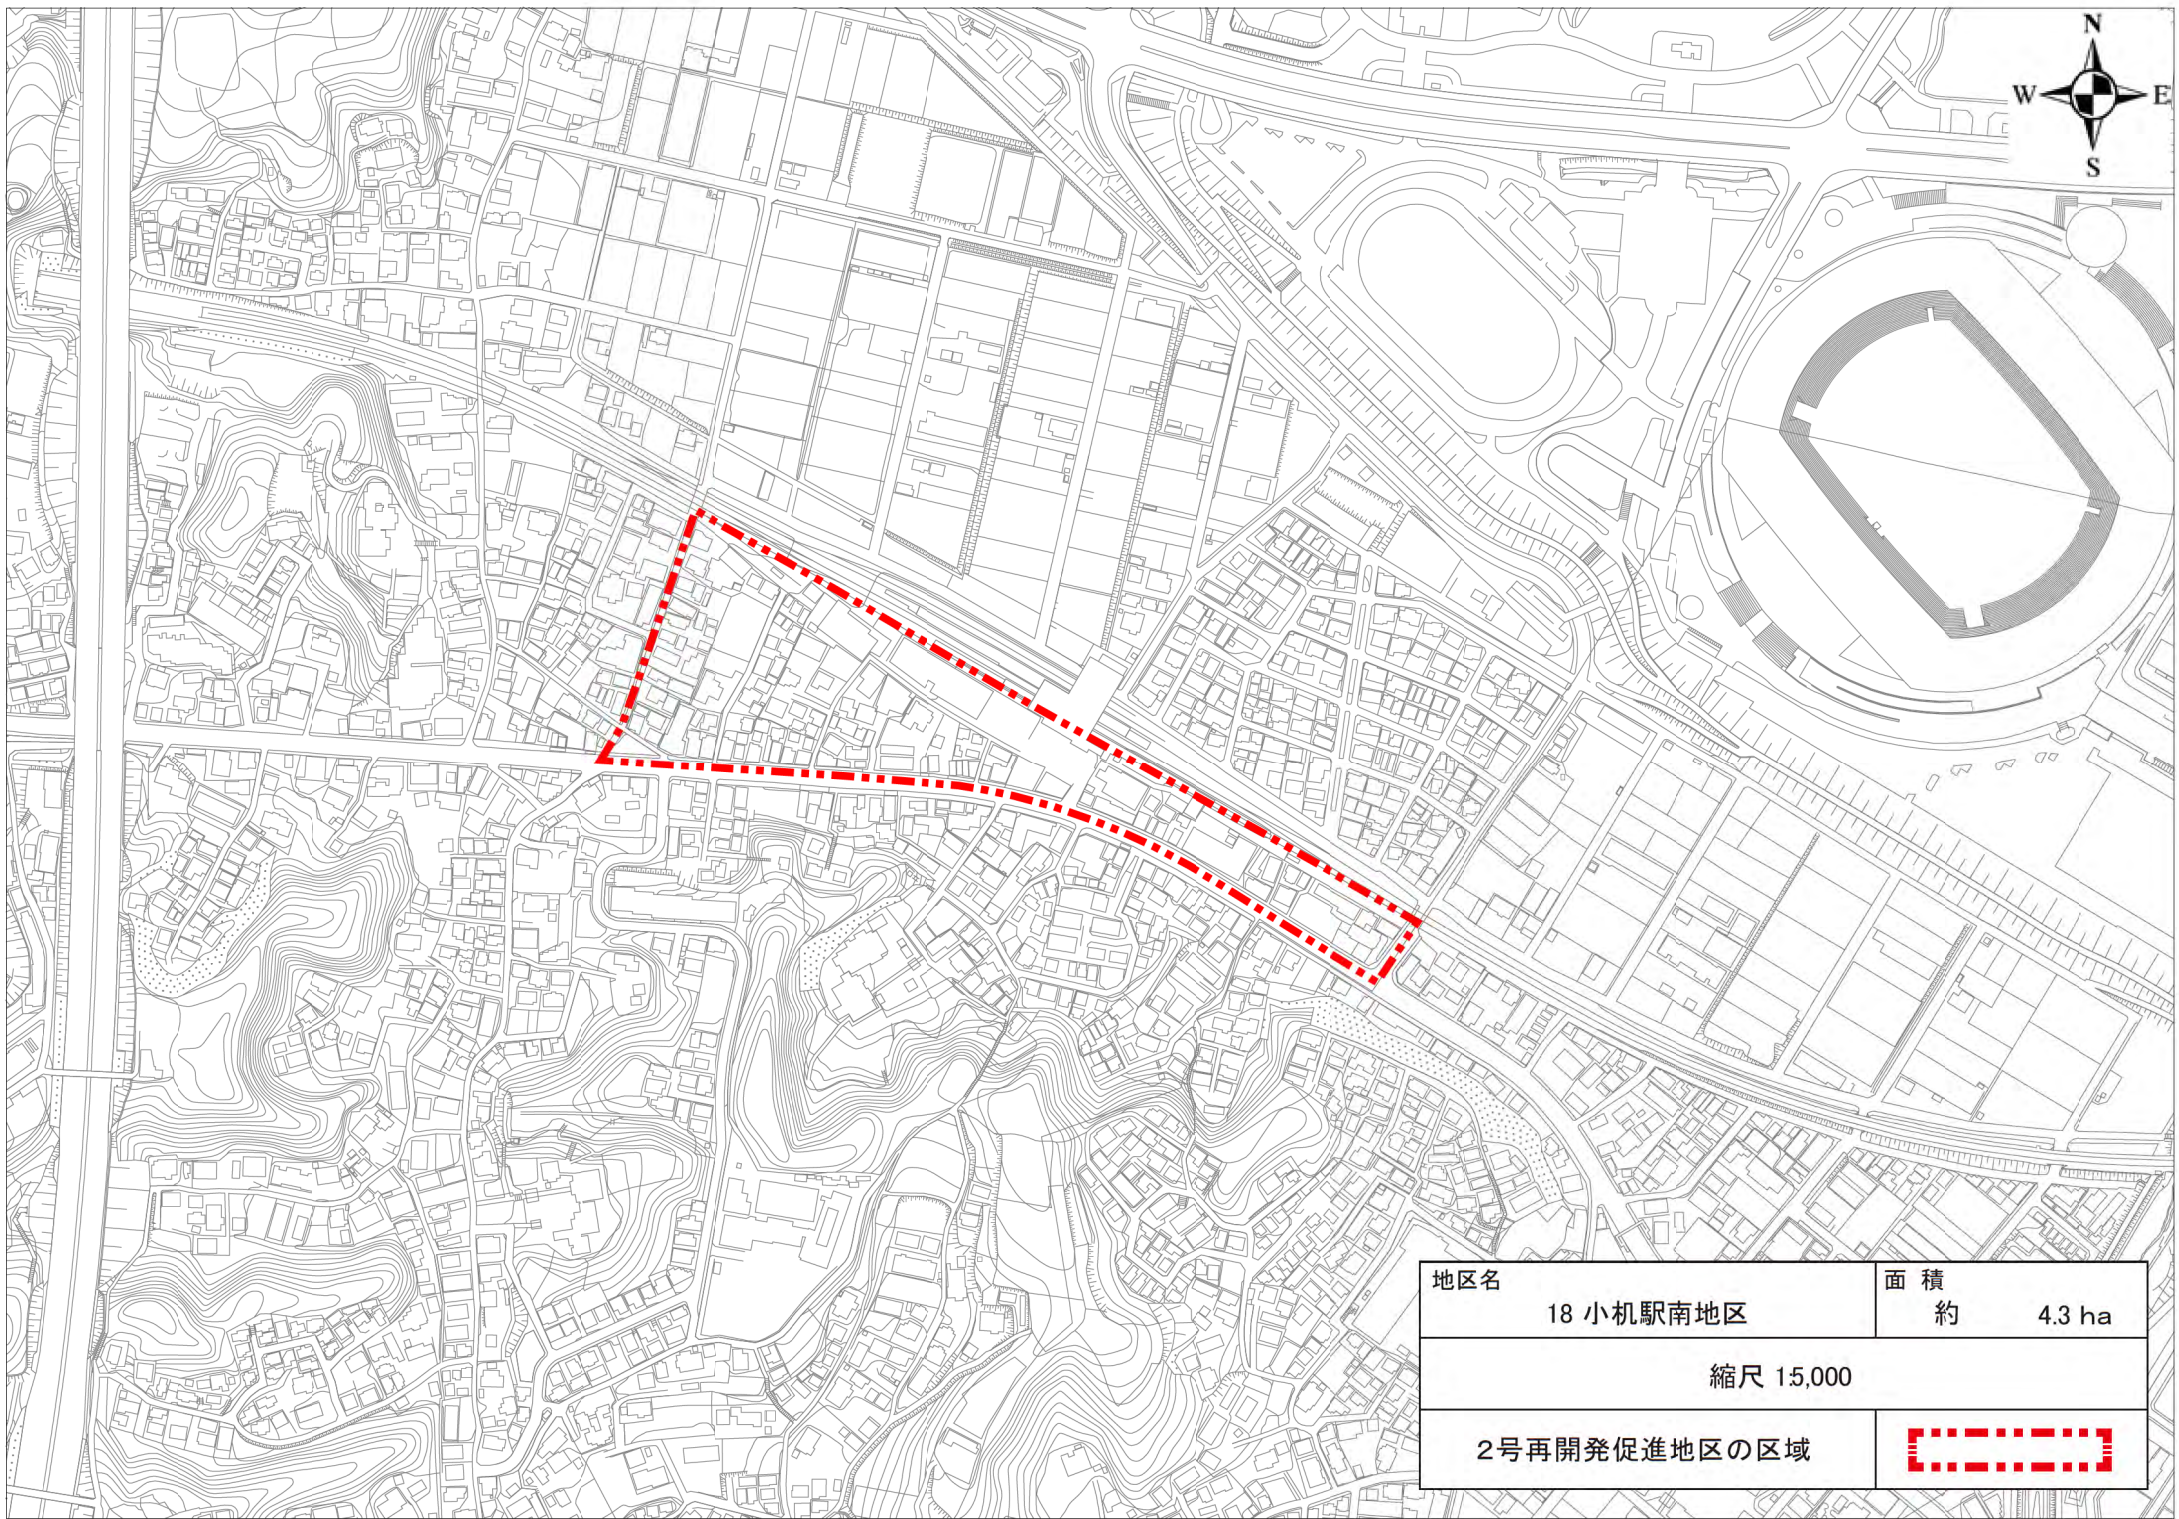 N
W E
S
地区名
18 小机駅南地区
面 積
約 4.3 ha
縮尺 1:5,000
2号再開発促進地区の区域